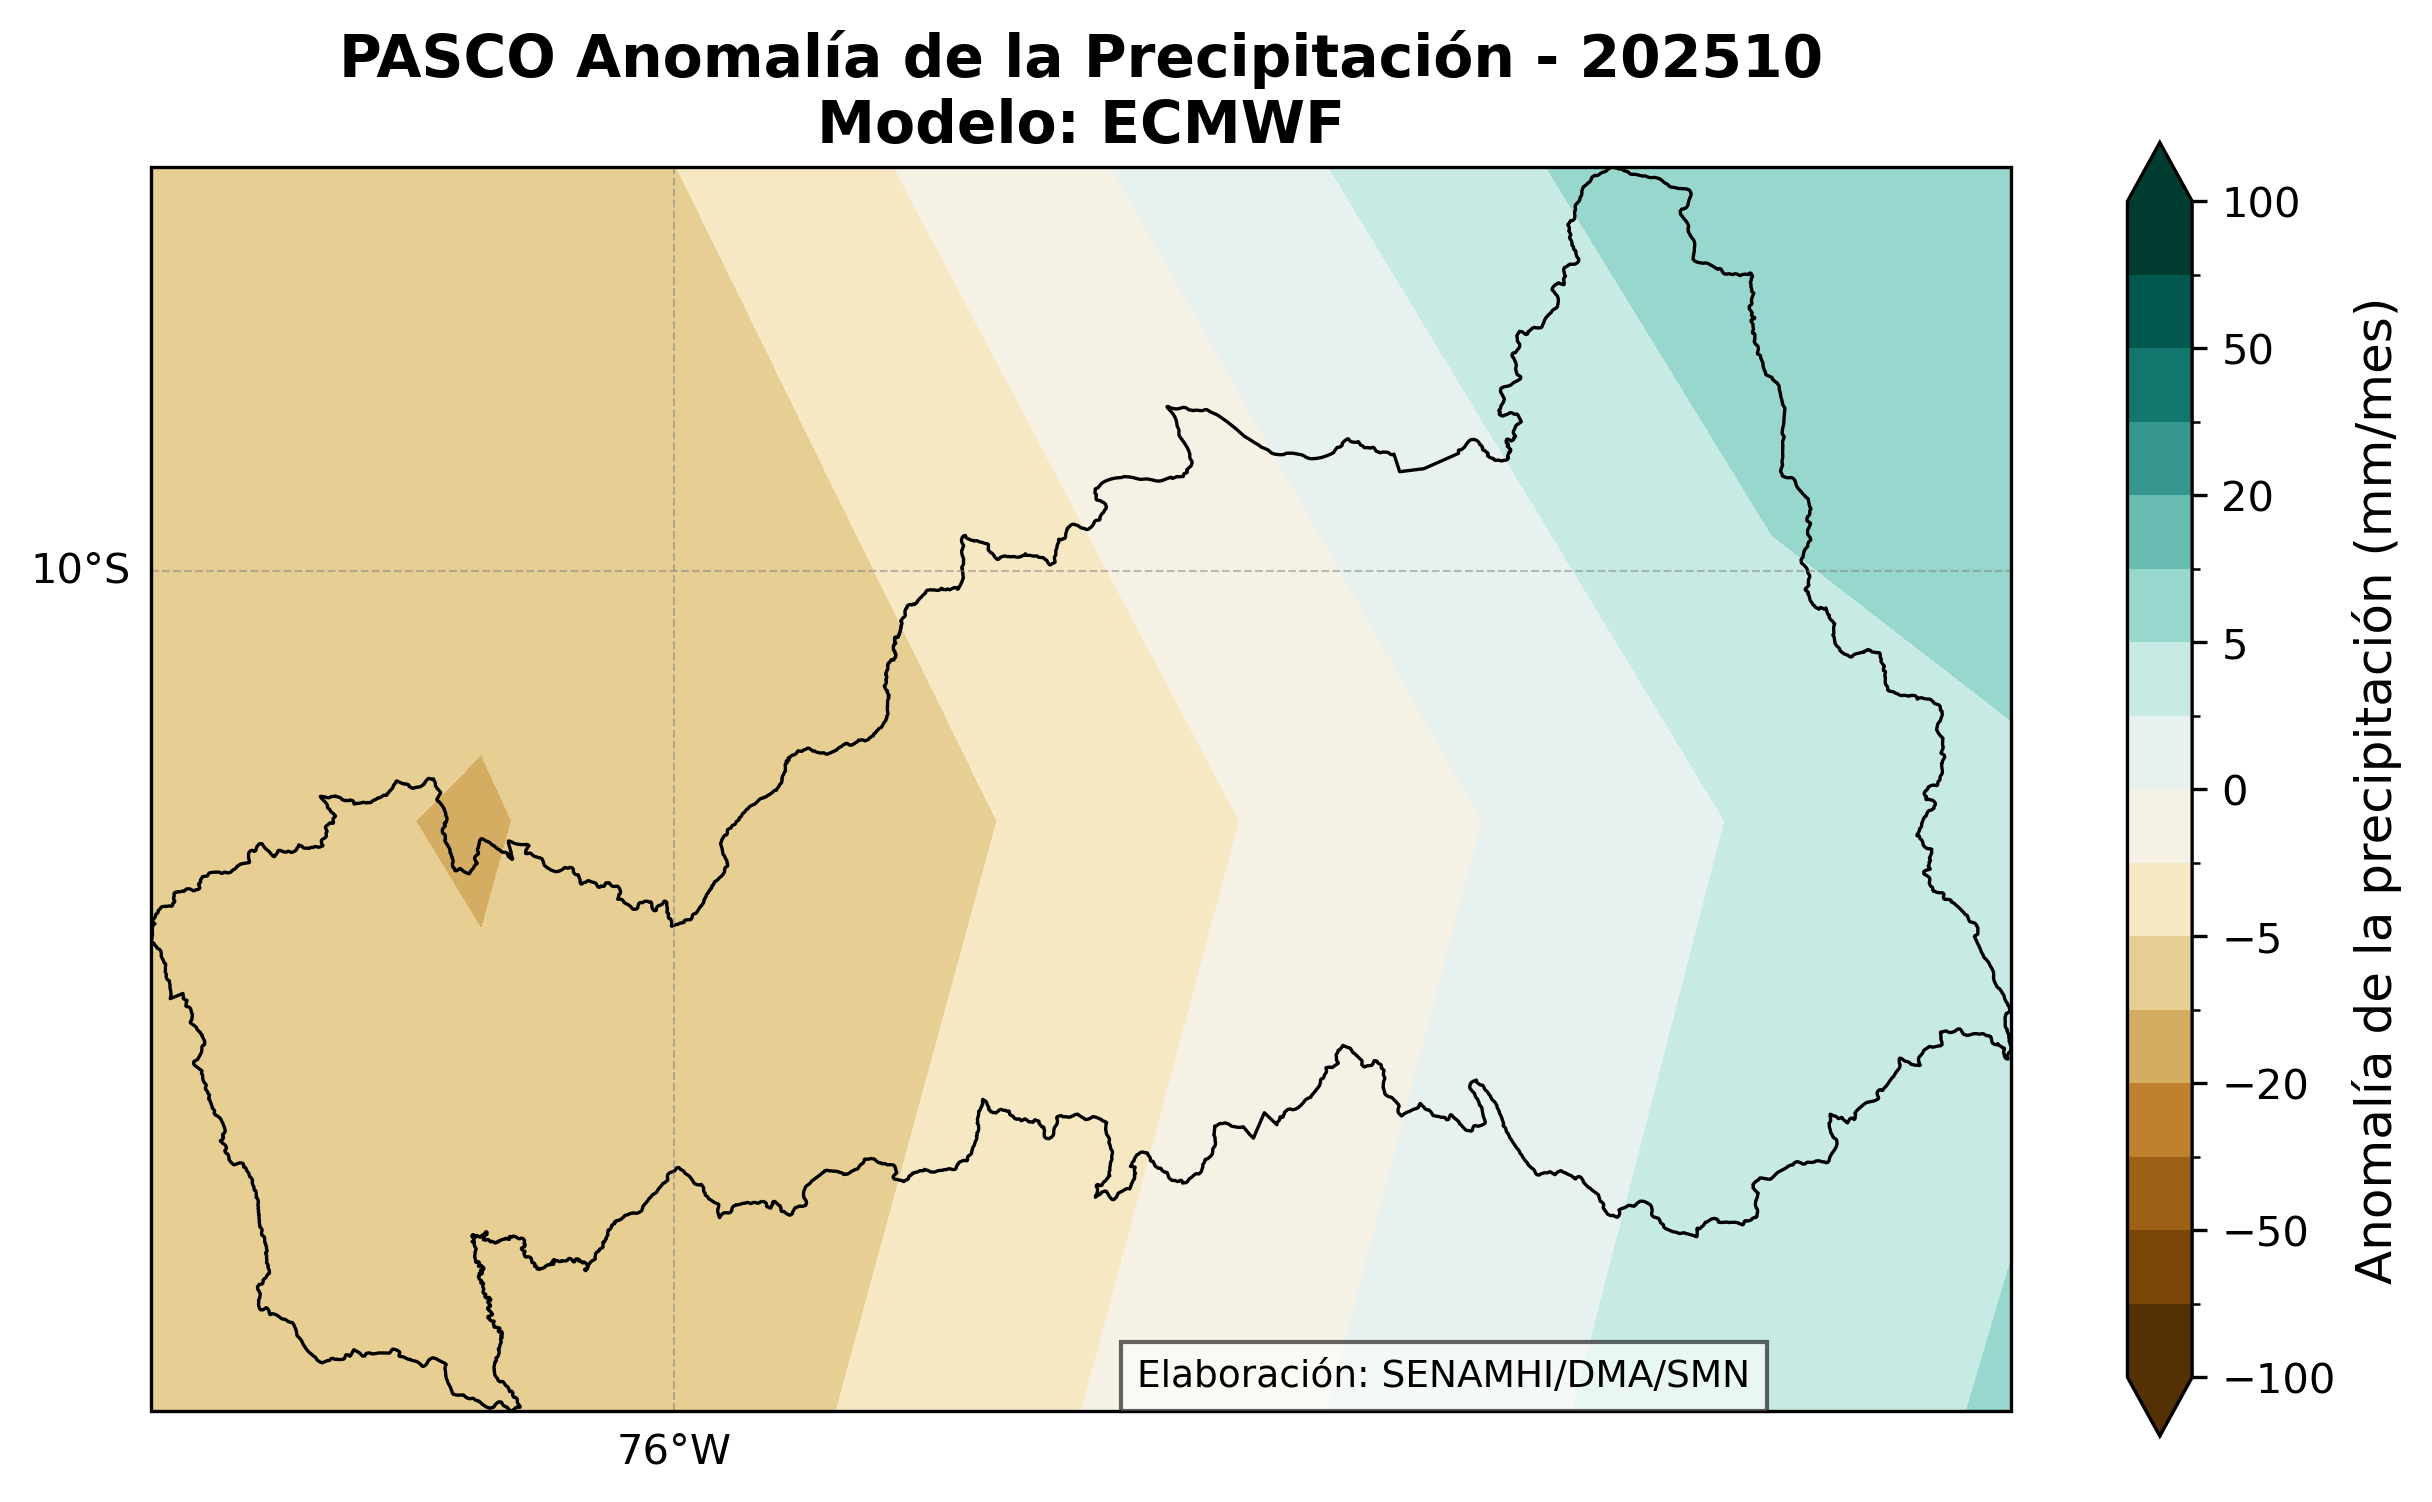 PASCO Anomalía de la Precipitación - 202510
Modelo: ECMWF
10°S
76°W
Elaboración: SENAMHI/DMA/SMN
100
50
20
5
0
−5
−20
−50
−100
Anomalía de la precipitación (mm/mes)